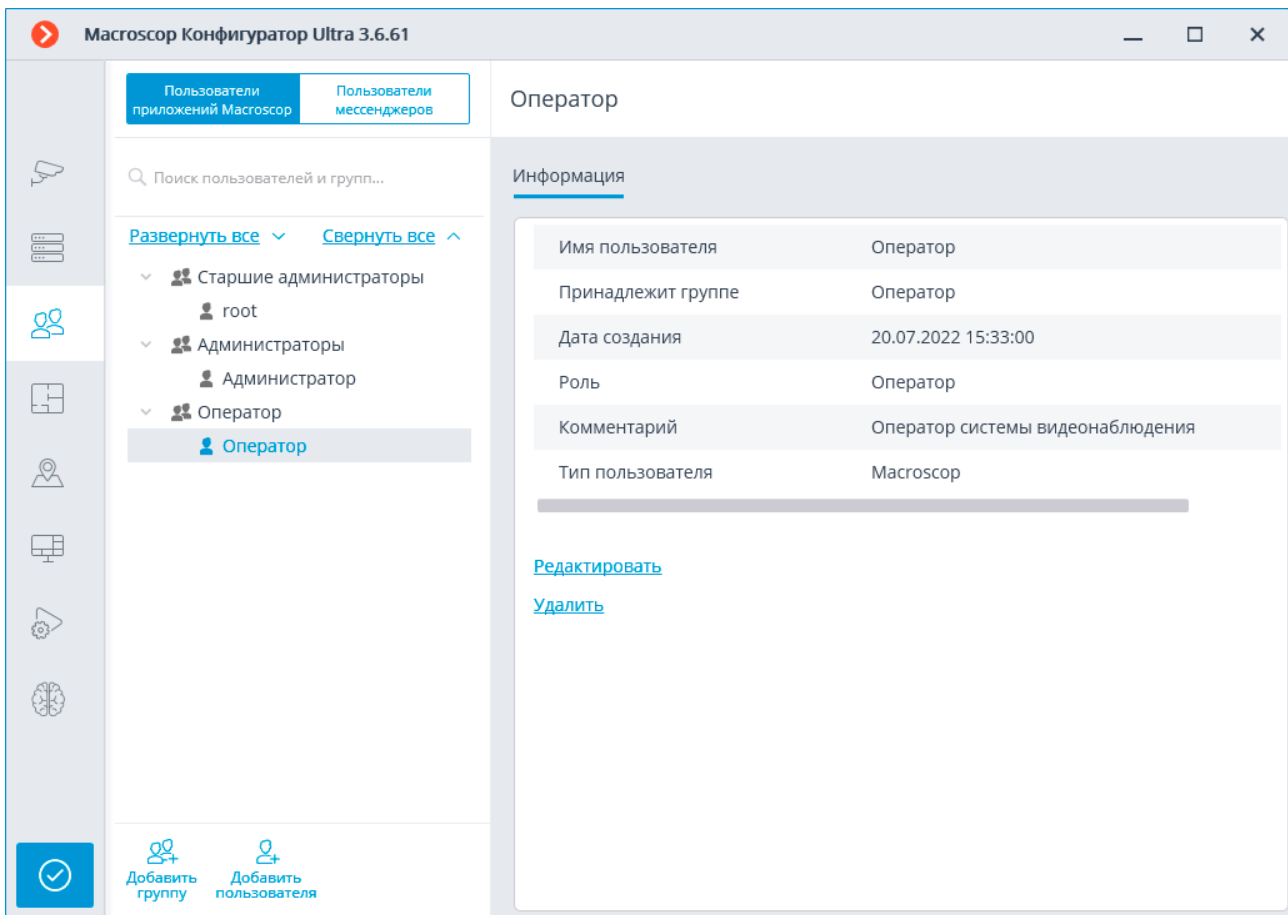 Macroscop Конфигуратор Ultra 3.6.61
Пользователи приложений Macroscop
Пользователи мессенджеров
Поиск пользователей и групп...
Развернуть все
Свернуть все
Старшие администраторы
root
Администраторы
Администратор
Оператор
Оператор
Добавить группу
Добавить пользователя
Оператор
Информация
Имя пользователя Оператор
Принадлежит группе Оператор
Дата создания 20.07.2022 15:33:00
Роль Оператор
Комментарий Оператор системы видеонаблюдения
Тип пользователя Macroscop
Редактировать
Удалить